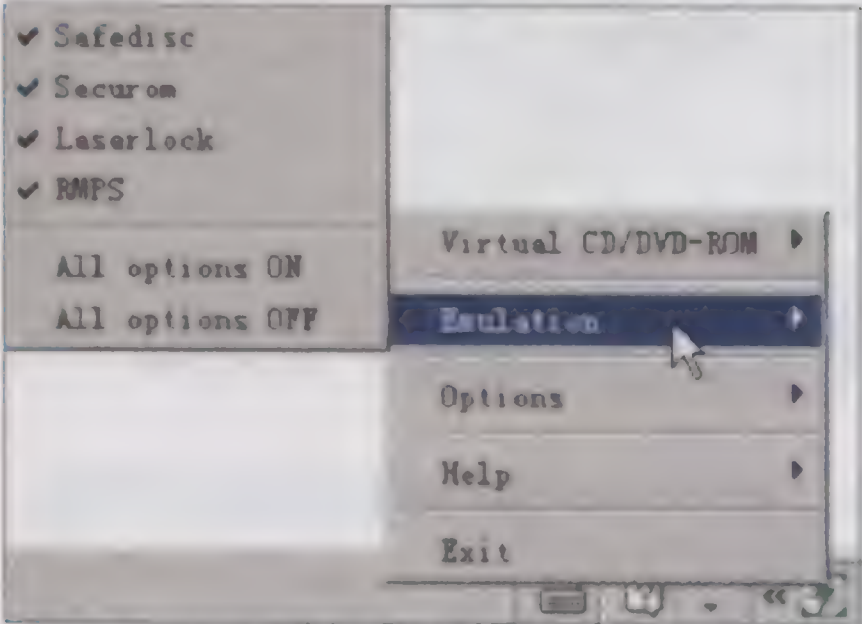 Safedisc
Securom
Laserlock
RMPS
All options ON
All options OFF
Virtual CD/DVD-ROM
Emulation
Options
Help
Exit